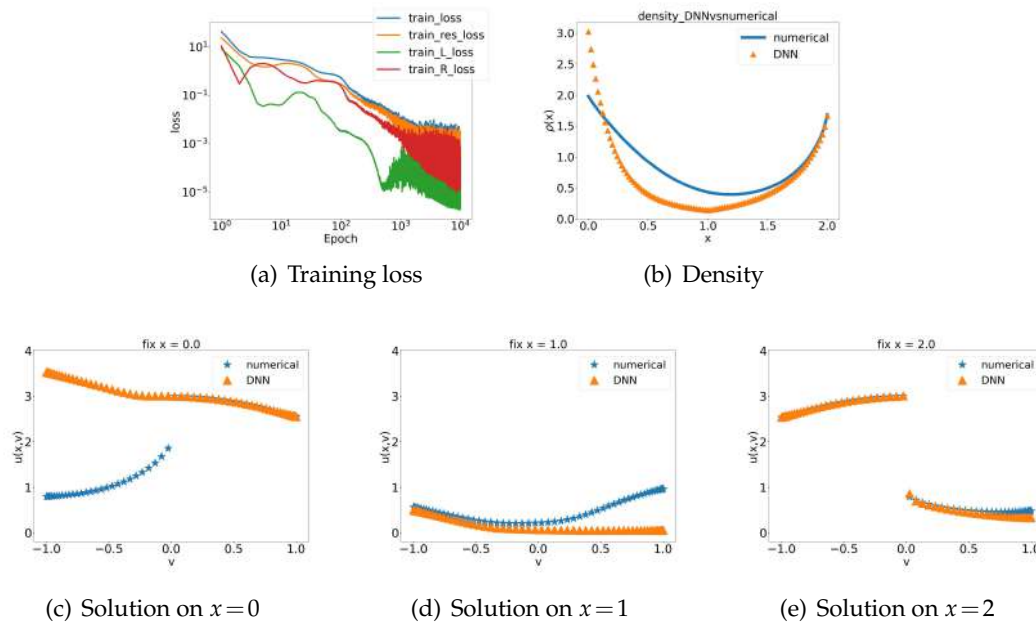 train_loss
train_res_loss
train_L_loss
train_R_loss
10^1
10^-1
10^-3
10^-5
loss
10^0 10^1 10^2 10^3 10^4
Epoch
(a) Training loss
density_DNNvsnumerical
numerical
DNN
3.0
2.5
2.0
1.5
1.0
0.5
0.0
ρ(x)
0.0 0.5 1.0 1.5 2.0
x
(b) Density
fix x = 0.0
numerical
DNN
4
3
2
1
0
u(x,v)
−1.0 −0.5 0.0 0.5 1.0
v
(c) Solution on x=0
fix x = 1.0
numerical
DNN
4
3
2
1
0
u(x,v)
−1.0 −0.5 0.0 0.5 1.0
v
(d) Solution on x=1
fix x = 2.0
numerical
DNN
4
3
2
1
0
u(x,v)
−1.0 −0.5 0.0 0.5 1.0
v
(e) Solution on x=2